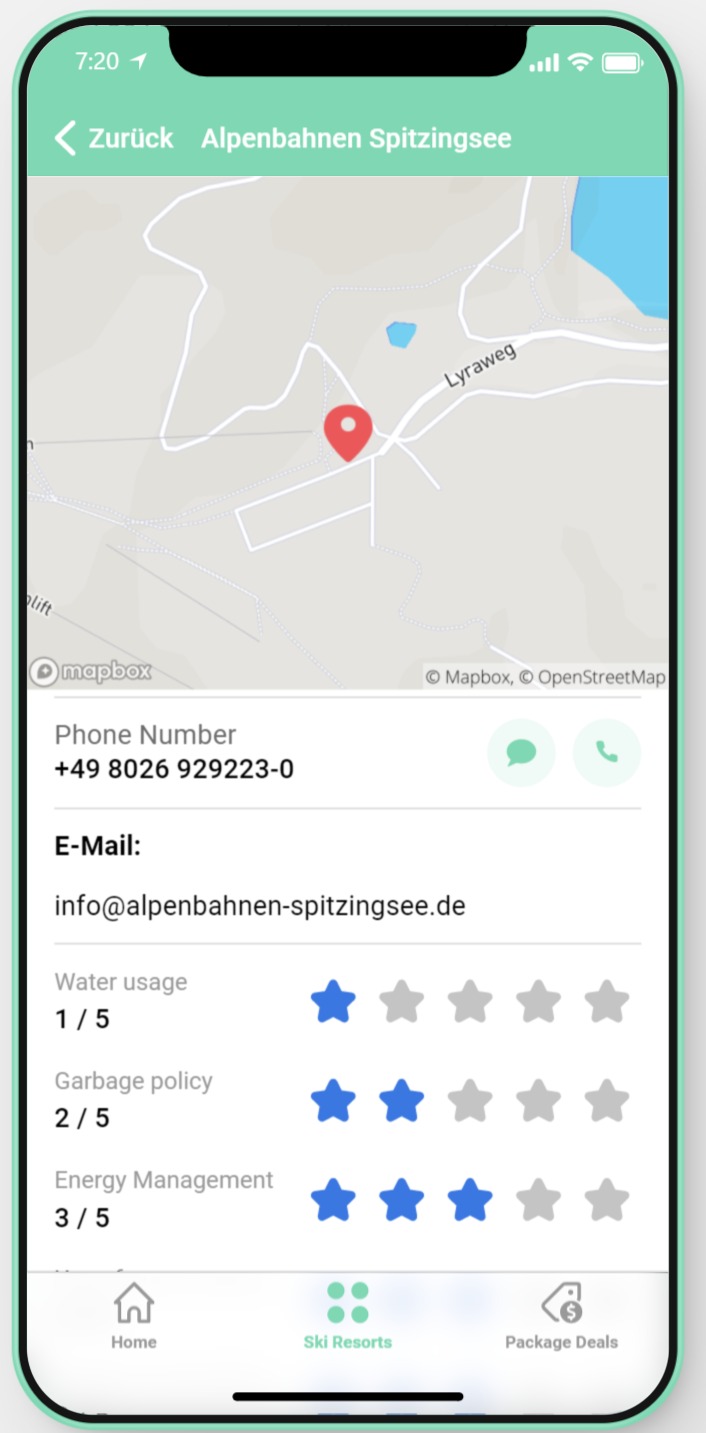 7:20
Zurück Alpenbahnen Spitzingsee
Lyraweg
mapbox
© Mapbox, © OpenStreetMap
Phone Number
+49 8026 929223-0
E-Mail:
info@alpenbahnen-spitzingsee.de
Water usage
1 / 5
Garbage policy
2 / 5
Energy Management
3 / 5
Home Ski Resorts Package Deals